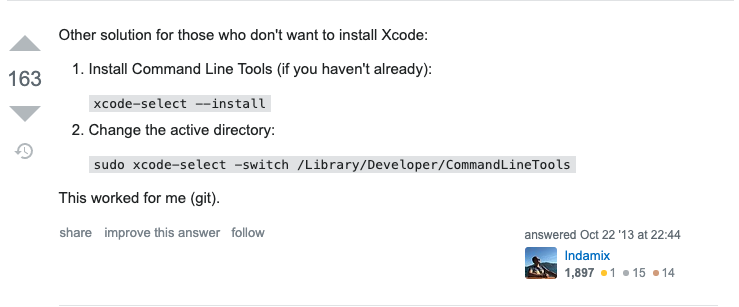 Other solution for those who don't want to install Xcode:
1. Install Command Line Tools (if you haven't already):
xcode-select --install
163
2. Change the active directory:
sudo xcode-select -switch /Library/Developer/CommandLineTools
This worked for me (git).
share improve this answer follow
answered Oct 22 '13 at 22:44
Indamix
1,897 ●1 ●15 ●14